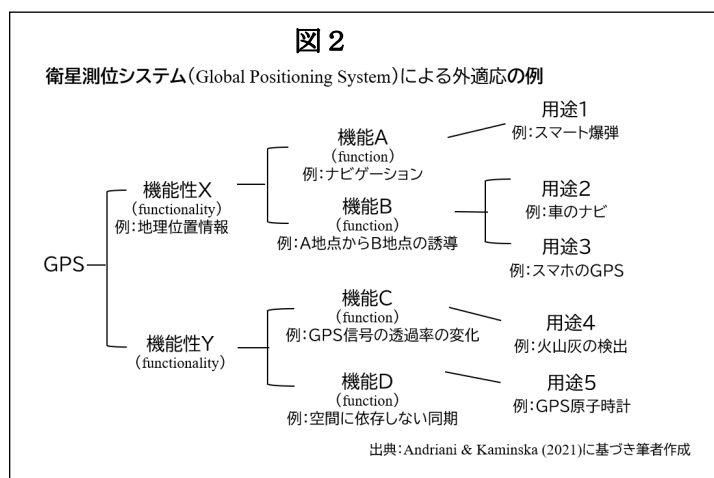 図2
衛星測位システム(Global Positioning System)による外適応の例
GPS
機能性X
(functionality)
例:地理位置情報
機能A
(function)
例:ナビゲーション
用途1
例:スマート爆弾
機能B
(function)
例:A地点からB地点の誘導
用途2
例:車のナビ
用途3
例:スマホのGPS
機能性Y
(functionality)
機能C
(function)
例:GPS信号の透過率の変化
用途4
例:火山灰の検出
機能D
(function)
例:空間に依存しない同期
用途5
例:GPS原子時計
出典:Andriani & Kaminska (2021)に基づき筆者作成